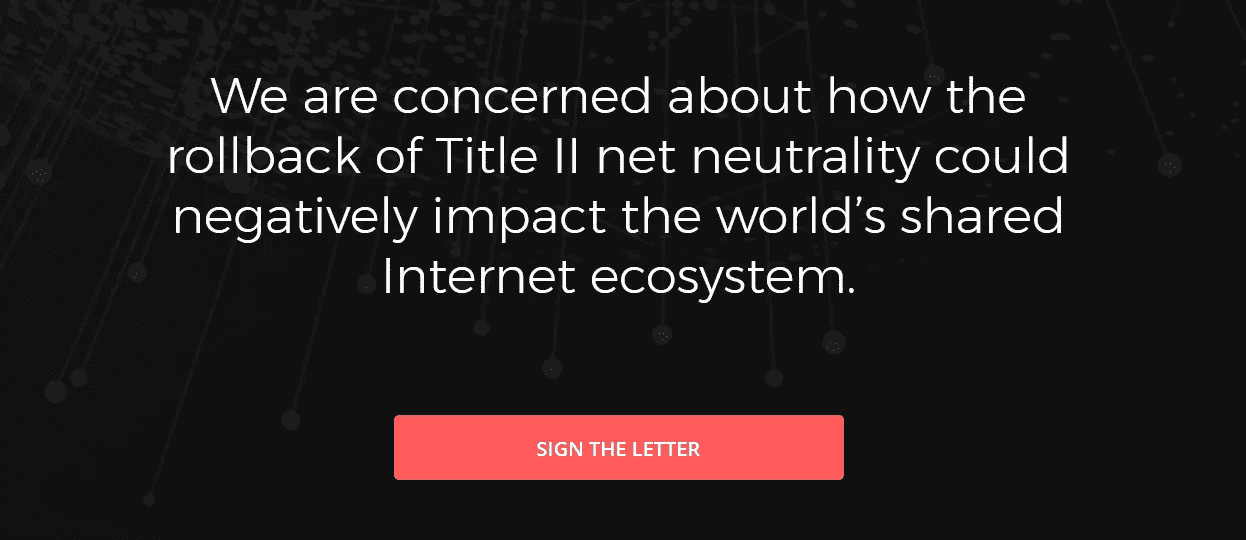 We are concerned about how the
rollback of Title II net neutrality could
negatively impact the world’s shared
Internet ecosystem.
SIGN THE LETTER